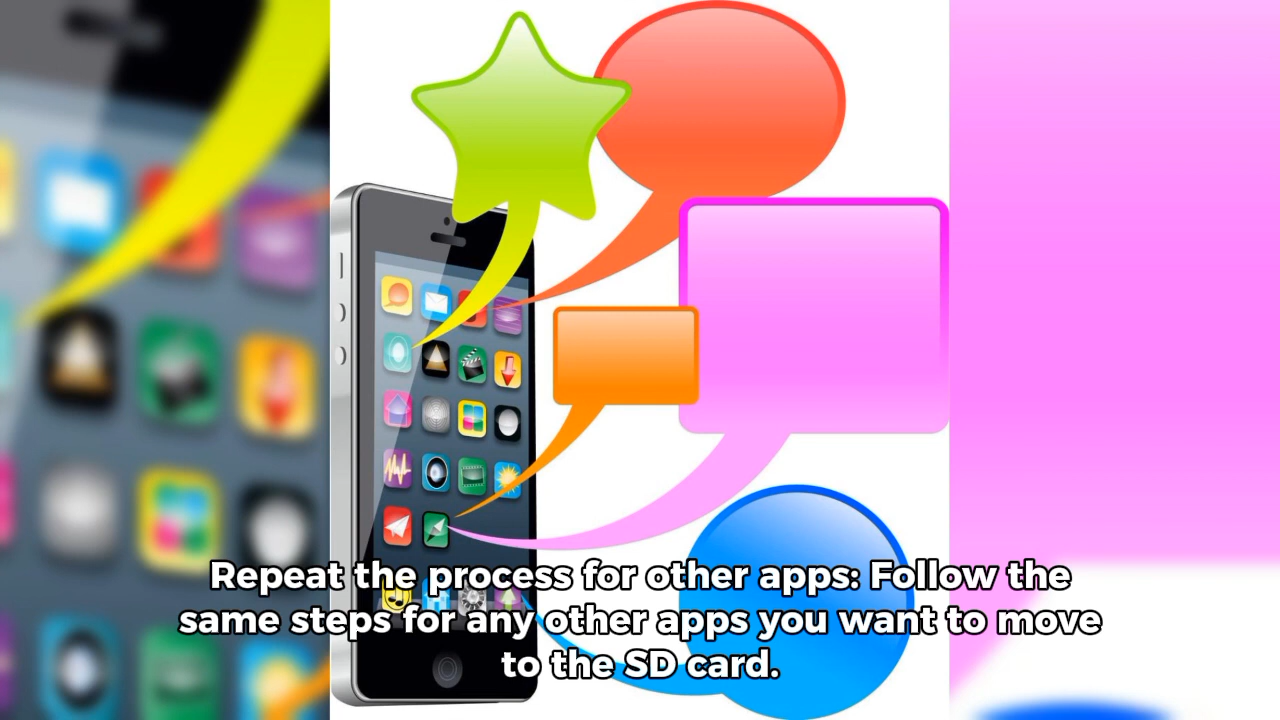 Repeat the process for other apps: Follow the
same steps for any other apps you want to move
to the SD card.